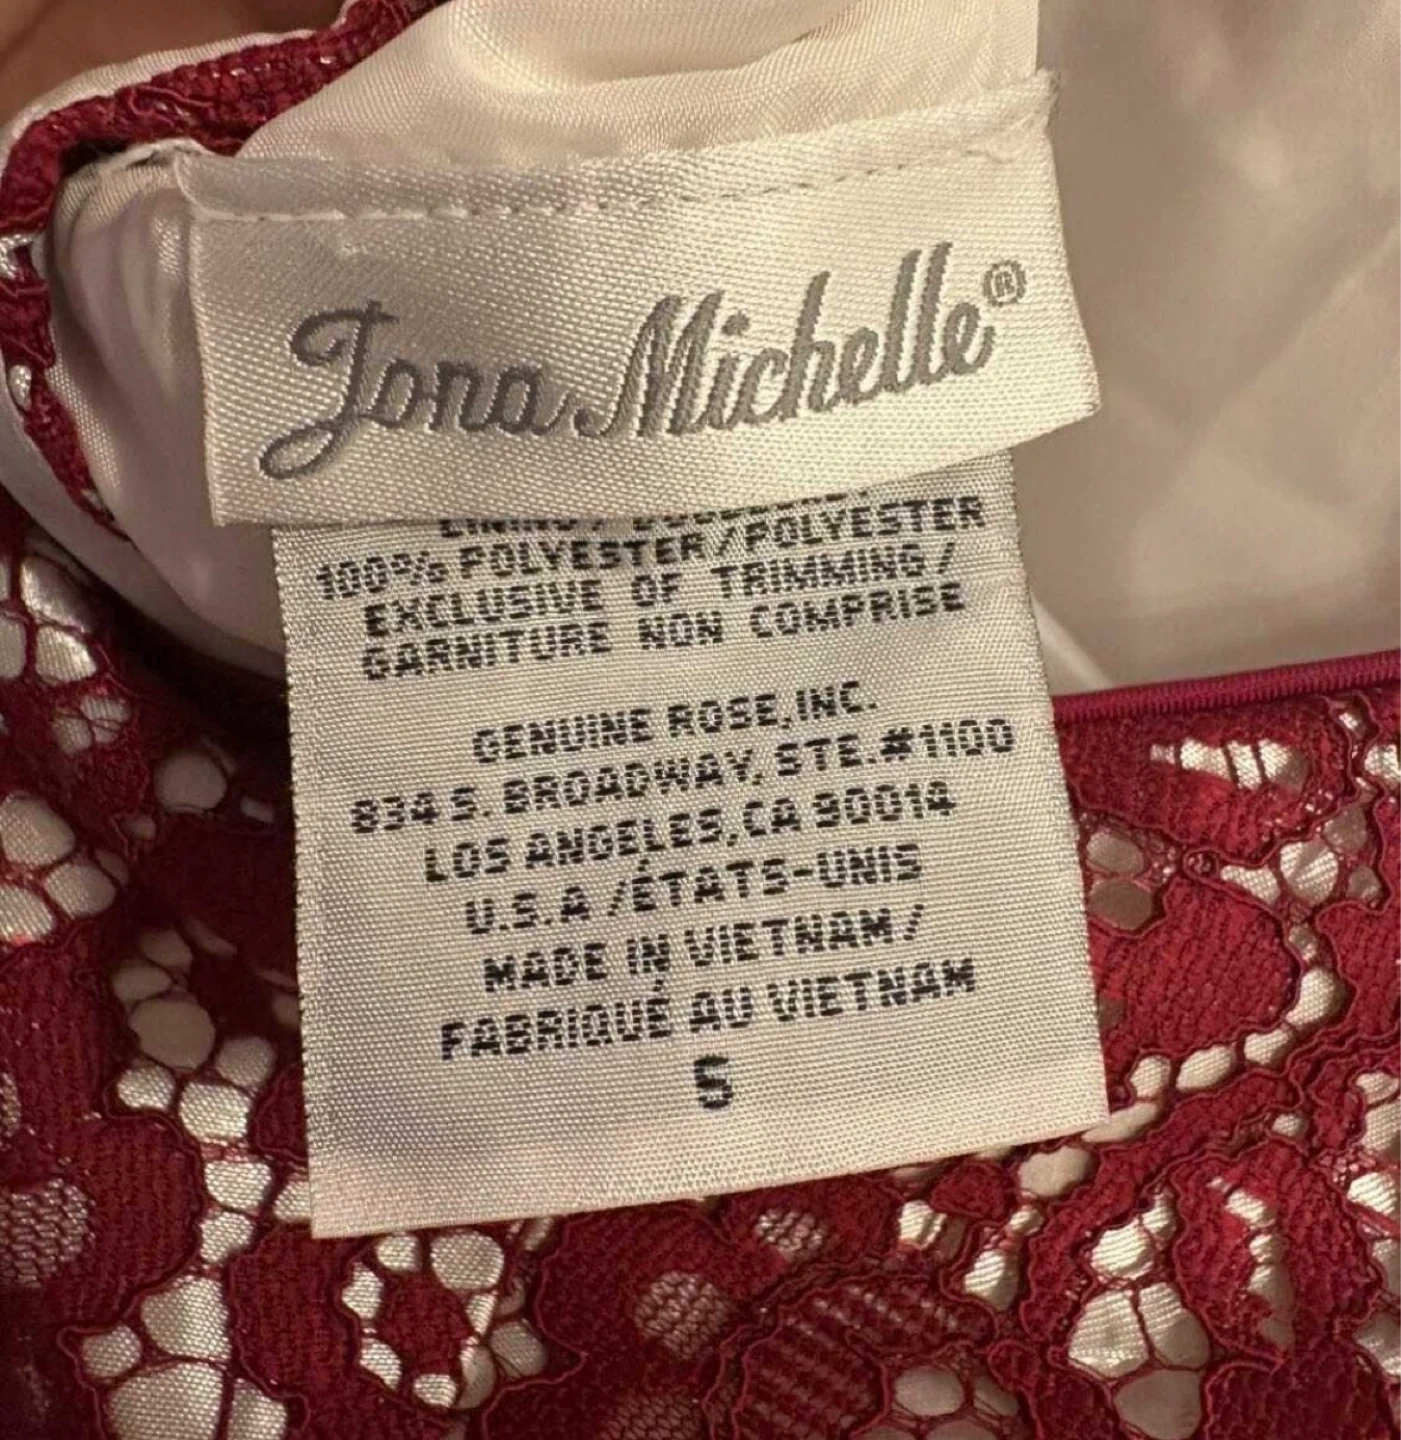 Jona Michelle®
100% POLYESTER/POLYESTER
EXCLUSIVE OF TRIMMING/
GARNITURE NON COMPRISE
GENUINE ROSE,INC.
834 S. BROADWAY, STE.#1100
LOS ANGELES,CA 90014
U.S.A /ÉTATS-UNIS
MADE IN VIETNAM/
FABRIQUÉ AU VIETNAM
5